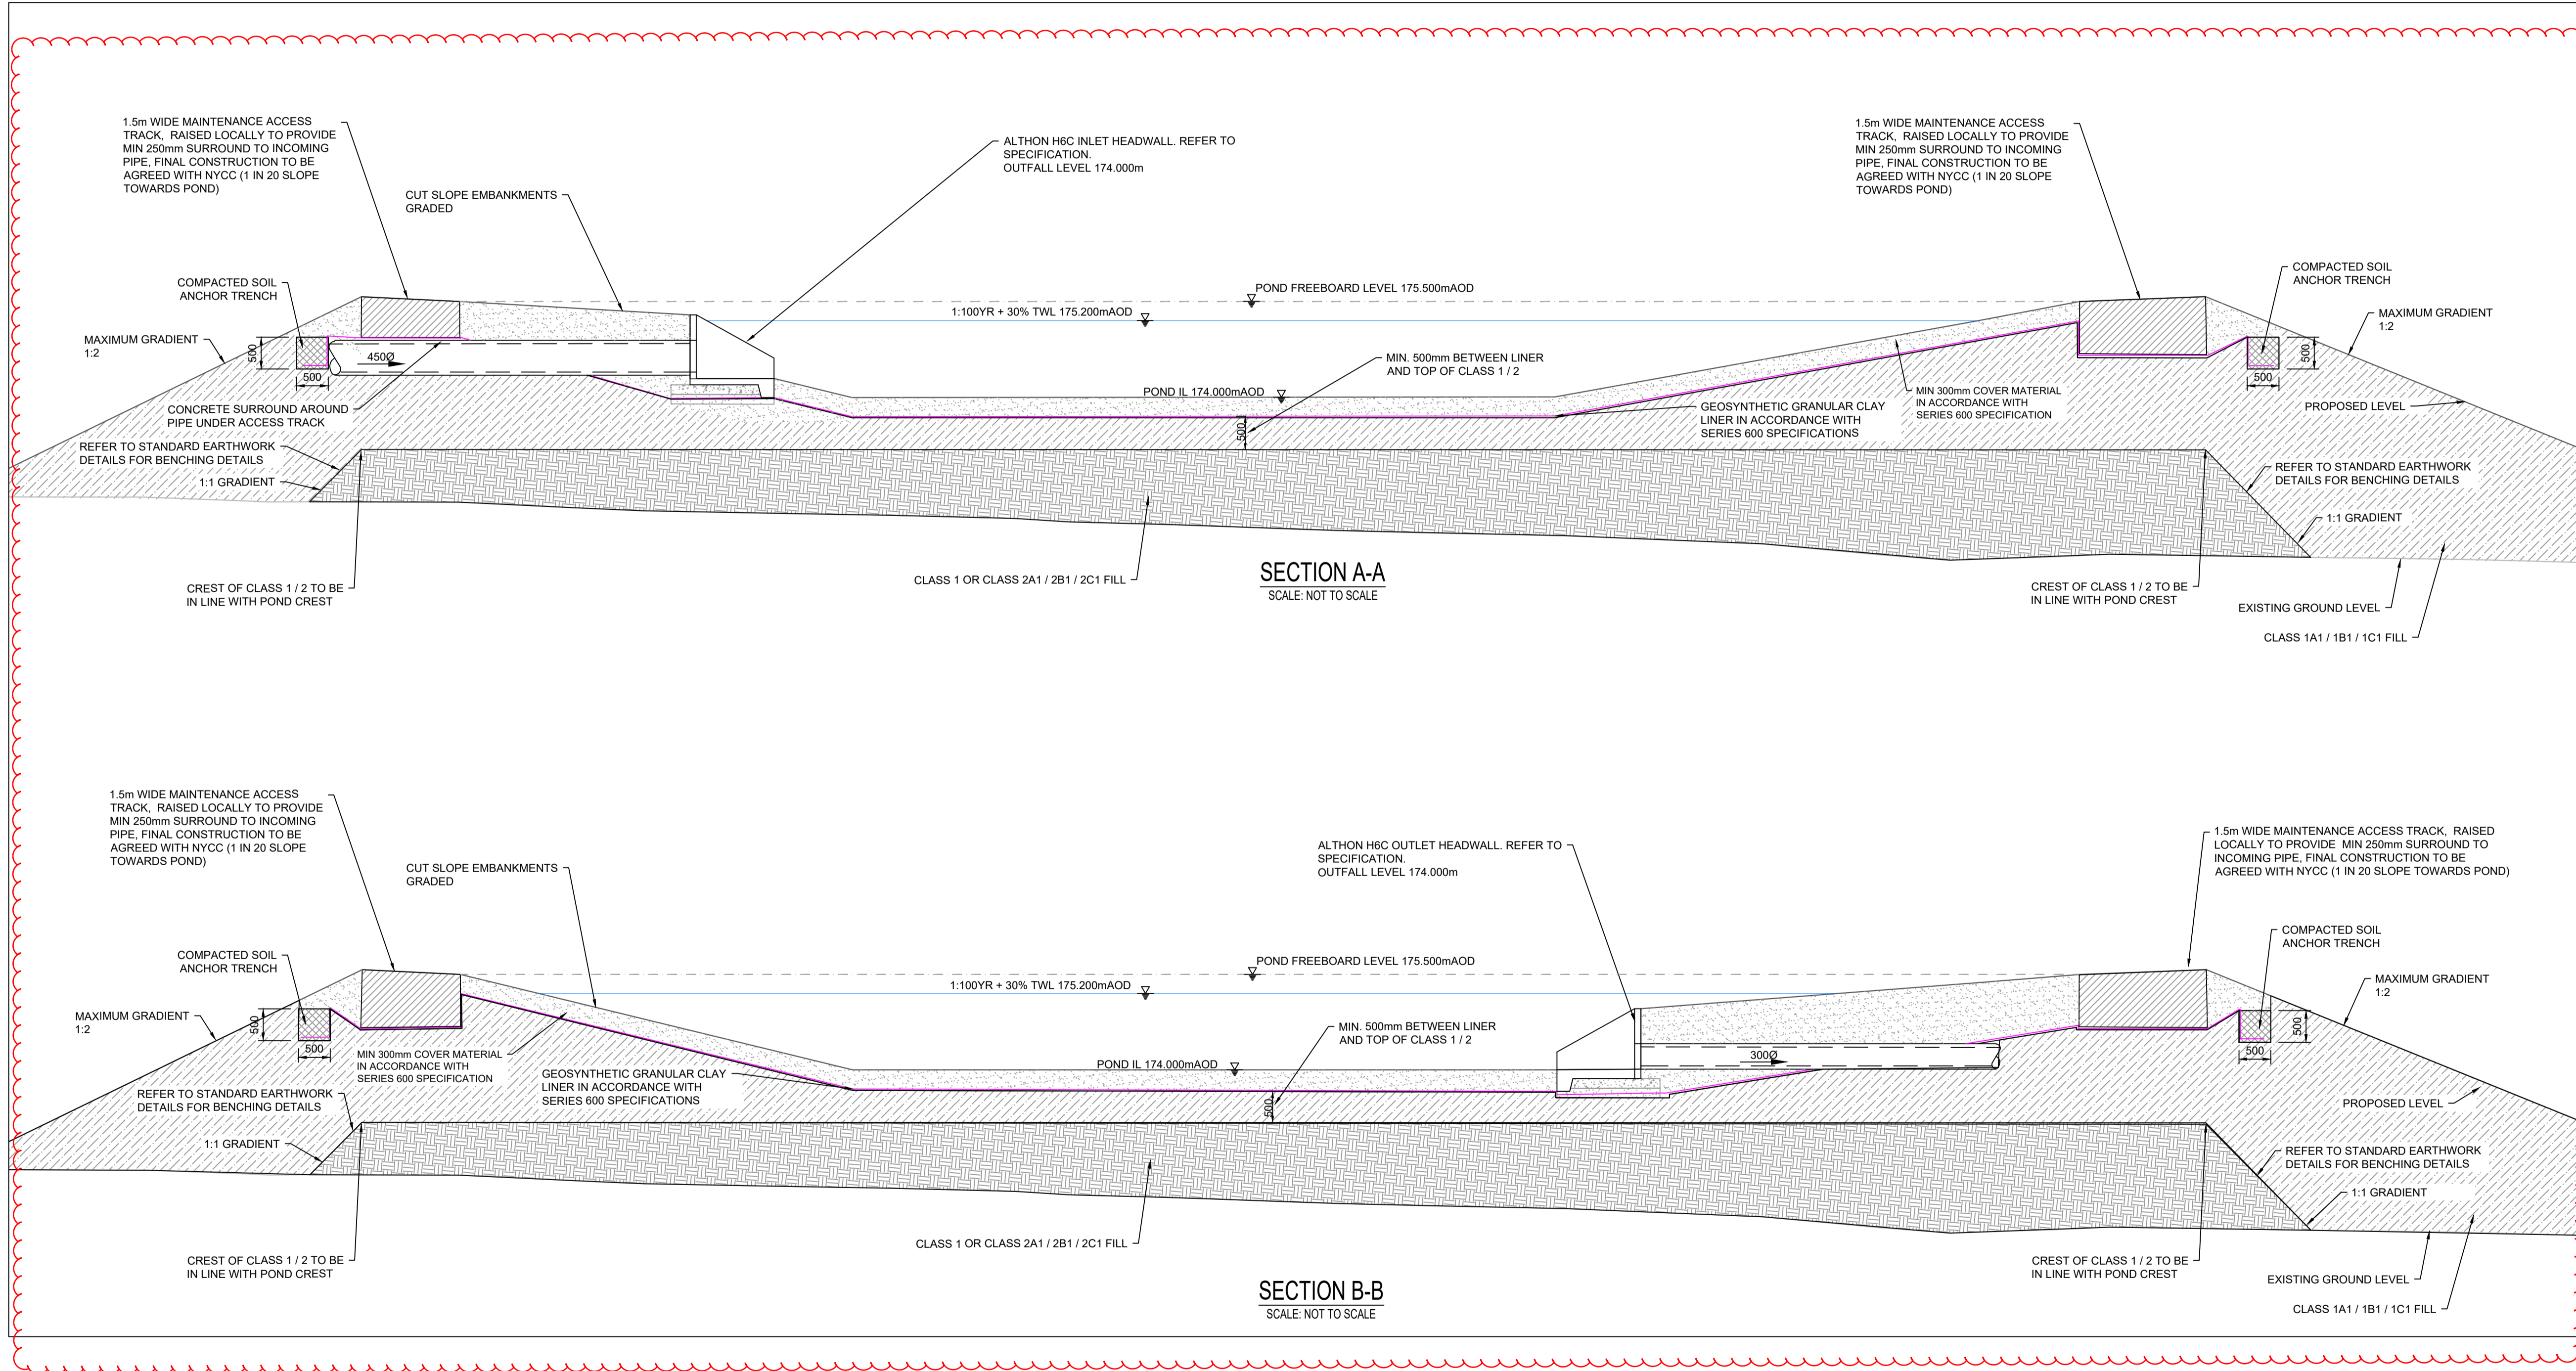 1.5m WIDE MAINTENANCE ACCESS
TRACK, RAISED LOCALLY TO PROVIDE
MIN 250mm SURROUND TO INCOMING
PIPE, FINAL CONSTRUCTION TO BE
AGREED WITH NYCC (1 IN 20 SLOPE
TOWARDS POND)
CUT SLOPE EMBANKMENTS
GRADED
ALTHON H6C INLET HEADWALL. REFER TO
SPECIFICATION.
OUTFALL LEVEL 174.000m
1.5m WIDE MAINTENANCE ACCESS
TRACK, RAISED LOCALLY TO PROVIDE
MIN 250mm SURROUND TO INCOMING
PIPE, FINAL CONSTRUCTION TO BE
AGREED WITH NYCC (1 IN 20 SLOPE
TOWARDS POND)
COMPACTED SOIL
ANCHOR TRENCH
POND FREEBOARD LEVEL 175.500mAOD
1:100YR + 30% TWL 175.200mAOD
COMPACTED SOIL
ANCHOR TRENCH
MAXIMUM GRADIENT
1:2
500
500
450Ø
MIN. 500mm BETWEEN LINER
AND TOP OF CLASS 1 / 2
MAXIMUM GRADIENT
1:2
500
500
POND IL 174.000mAOD
MIN 300mm COVER MATERIAL
IN ACCORDANCE WITH
SERIES 600 SPECIFICATION
CONCRETE SURROUND AROUND
PIPE UNDER ACCESS TRACK
GEOSYNTHETIC GRANULAR CLAY
LINER IN ACCORDANCE WITH
SERIES 600 SPECIFICATIONS
PROPOSED LEVEL
500
REFER TO STANDARD EARTHWORK
DETAILS FOR BENCHING DETAILS
1:1 GRADIENT
REFER TO STANDARD EARTHWORK
DETAILS FOR BENCHING DETAILS
1:1 GRADIENT
CREST OF CLASS 1 / 2 TO BE
IN LINE WITH POND CREST
CLASS 1 OR CLASS 2A1 / 2B1 / 2C1 FILL
SECTION A-A
SCALE: NOT TO SCALE
CREST OF CLASS 1 / 2 TO BE
IN LINE WITH POND CREST
EXISTING GROUND LEVEL
CLASS 1A1 / 1B1 / 1C1 FILL
1.5m WIDE MAINTENANCE ACCESS
TRACK, RAISED LOCALLY TO PROVIDE
MIN 250mm SURROUND TO INCOMING
PIPE, FINAL CONSTRUCTION TO BE
AGREED WITH NYCC (1 IN 20 SLOPE
TOWARDS POND)
CUT SLOPE EMBANKMENTS
GRADED
ALTHON H6C OUTLET HEADWALL. REFER TO
SPECIFICATION.
OUTFALL LEVEL 174.000m
1.5m WIDE MAINTENANCE ACCESS TRACK, RAISED
LOCALLY TO PROVIDE MIN 250mm SURROUND TO
INCOMING PIPE, FINAL CONSTRUCTION TO BE
AGREED WITH NYCC (1 IN 20 SLOPE TOWARDS POND)
COMPACTED SOIL
ANCHOR TRENCH
POND FREEBOARD LEVEL 175.500mAOD
1:100YR + 30% TWL 175.200mAOD
COMPACTED SOIL
ANCHOR TRENCH
MAXIMUM GRADIENT
1:2
500
500
MIN. 500mm BETWEEN LINER
AND TOP OF CLASS 1 / 2
MAXIMUM GRADIENT
1:2
500
500
MIN 300mm COVER MATERIAL
IN ACCORDANCE WITH
SERIES 600 SPECIFICATION
POND IL 174.000mAOD
300Ø
GEOSYNTHETIC GRANULAR CLAY
LINER IN ACCORDANCE WITH
SERIES 600 SPECIFICATIONS
500
REFER TO STANDARD EARTHWORK
DETAILS FOR BENCHING DETAILS
PROPOSED LEVEL
1:1 GRADIENT
REFER TO STANDARD EARTHWORK
DETAILS FOR BENCHING DETAILS
1:1 GRADIENT
CLASS 1 OR CLASS 2A1 / 2B1 / 2C1 FILL
CREST OF CLASS 1 / 2 TO BE
IN LINE WITH POND CREST
SECTION B-B
SCALE: NOT TO SCALE
CREST OF CLASS 1 / 2 TO BE
IN LINE WITH POND CREST
EXISTING GROUND LEVEL
CLASS 1A1 / 1B1 / 1C1 FILL